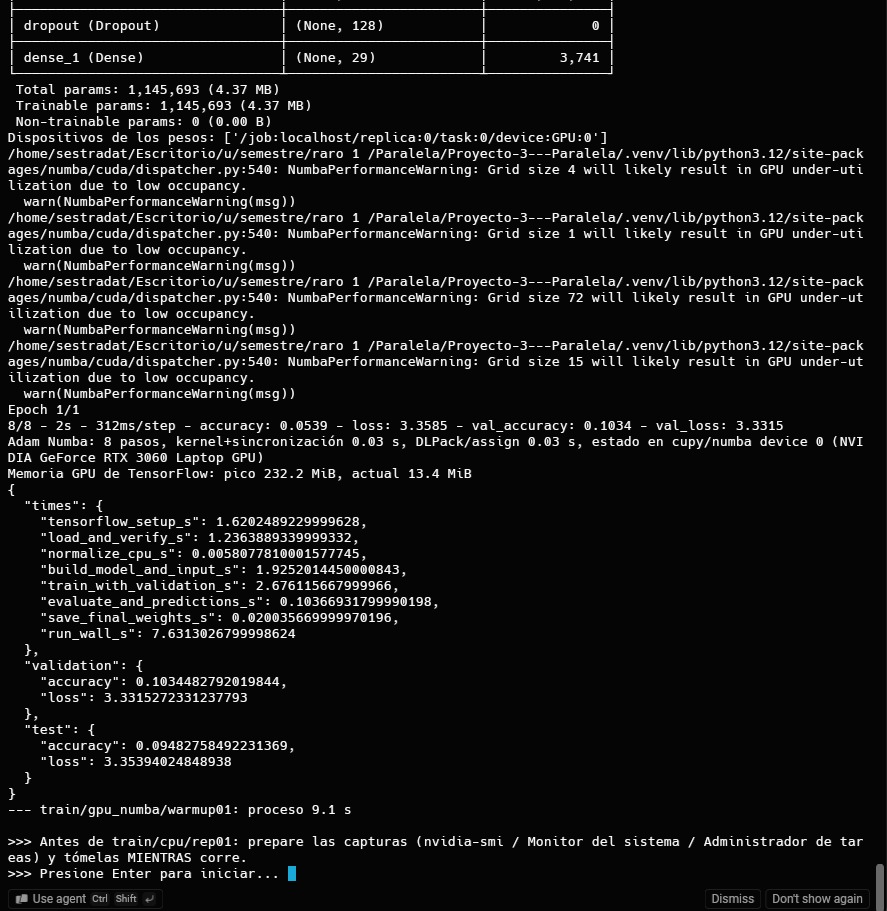 dropout (Dropout) | (None, 128) | 0
dense_1 (Dense) | (None, 29) | 3,741
Total params: 1,145,693 (4.37 MB)
Trainable params: 1,145,693 (4.37 MB)
Non-trainable params: 0 (0.00 B)
Dispositivos de los pesos: ['/job:localhost/replica:0/task:0/device:GPU:0']
/home/sestradat/Escritorio/u/semestre/raro 1 /Paralela/Proyecto-3---Paralela/.venv/lib/python3.12/site-pack
ages/numba/cuda/dispatcher.py:540: NumbaPerformanceWarning: Grid size 4 will likely result in GPU under-uti
lization due to low occupancy.
  warn(NumbaPerformanceWarning(msg))
/home/sestradat/Escritorio/u/semestre/raro 1 /Paralela/Proyecto-3---Paralela/.venv/lib/python3.12/site-pack
ages/numba/cuda/dispatcher.py:540: NumbaPerformanceWarning: Grid size 1 will likely result in GPU under-uti
lization due to low occupancy.
  warn(NumbaPerformanceWarning(msg))
/home/sestradat/Escritorio/u/semestre/raro 1 /Paralela/Proyecto-3---Paralela/.venv/lib/python3.12/site-pack
ages/numba/cuda/dispatcher.py:540: NumbaPerformanceWarning: Grid size 72 will likely result in GPU under-ut
ilization due to low occupancy.
  warn(NumbaPerformanceWarning(msg))
/home/sestradat/Escritorio/u/semestre/raro 1 /Paralela/Proyecto-3---Paralela/.venv/lib/python3.12/site-pack
ages/numba/cuda/dispatcher.py:540: NumbaPerformanceWarning: Grid size 15 will likely result in GPU under-ut
ilization due to low occupancy.
  warn(NumbaPerformanceWarning(msg))
Epoch 1/1
8/8 - 2s - 312ms/step - accuracy: 0.0539 - loss: 3.3585 - val_accuracy: 0.1034 - val_loss: 3.3315
Adam Numba: 8 pasos, kernel+sincronización 0.03 s, DLPack/assign 0.03 s, estado en cupy/numba device 0 (NVI
DIA GeForce RTX 3060 Laptop GPU)
Memoria GPU de TensorFlow: pico 232.2 MiB, actual 13.4 MiB
{
  "times": {
    "tensorflow_setup_s": 1.6202489229999628,
    "load_and_verify_s": 1.2363889339999332,
    "normalize_cpu_s": 0.0058077810001577745,
    "build_model_and_input_s": 1.9252014450000843,
    "train_with_validation_s": 2.676115667999966,
    "evaluate_and_predictions_s": 0.10366931799990198,
    "save_final_weights_s": 0.020035669999970196,
    "run_wall_s": 7.6313026799998624
  },
  "validation": {
    "accuracy": 0.1034482792019844,
    "loss": 3.3315272331237793
  },
  "test": {
    "accuracy": 0.09482758492231369,
    "loss": 3.35394024848938
  }
}
--- train/gpu_numba/warmup01: proceso 9.1 s
>>> Antes de train/cpu/rep01: prepare las capturas (nvidia-smi / Monitor del sistema / Administrador de tar
eas) y tómelas MIENTRAS corre.
>>> Presione Enter para iniciar...
Use agent Ctrl Shift ↵ Dismiss Don't show again